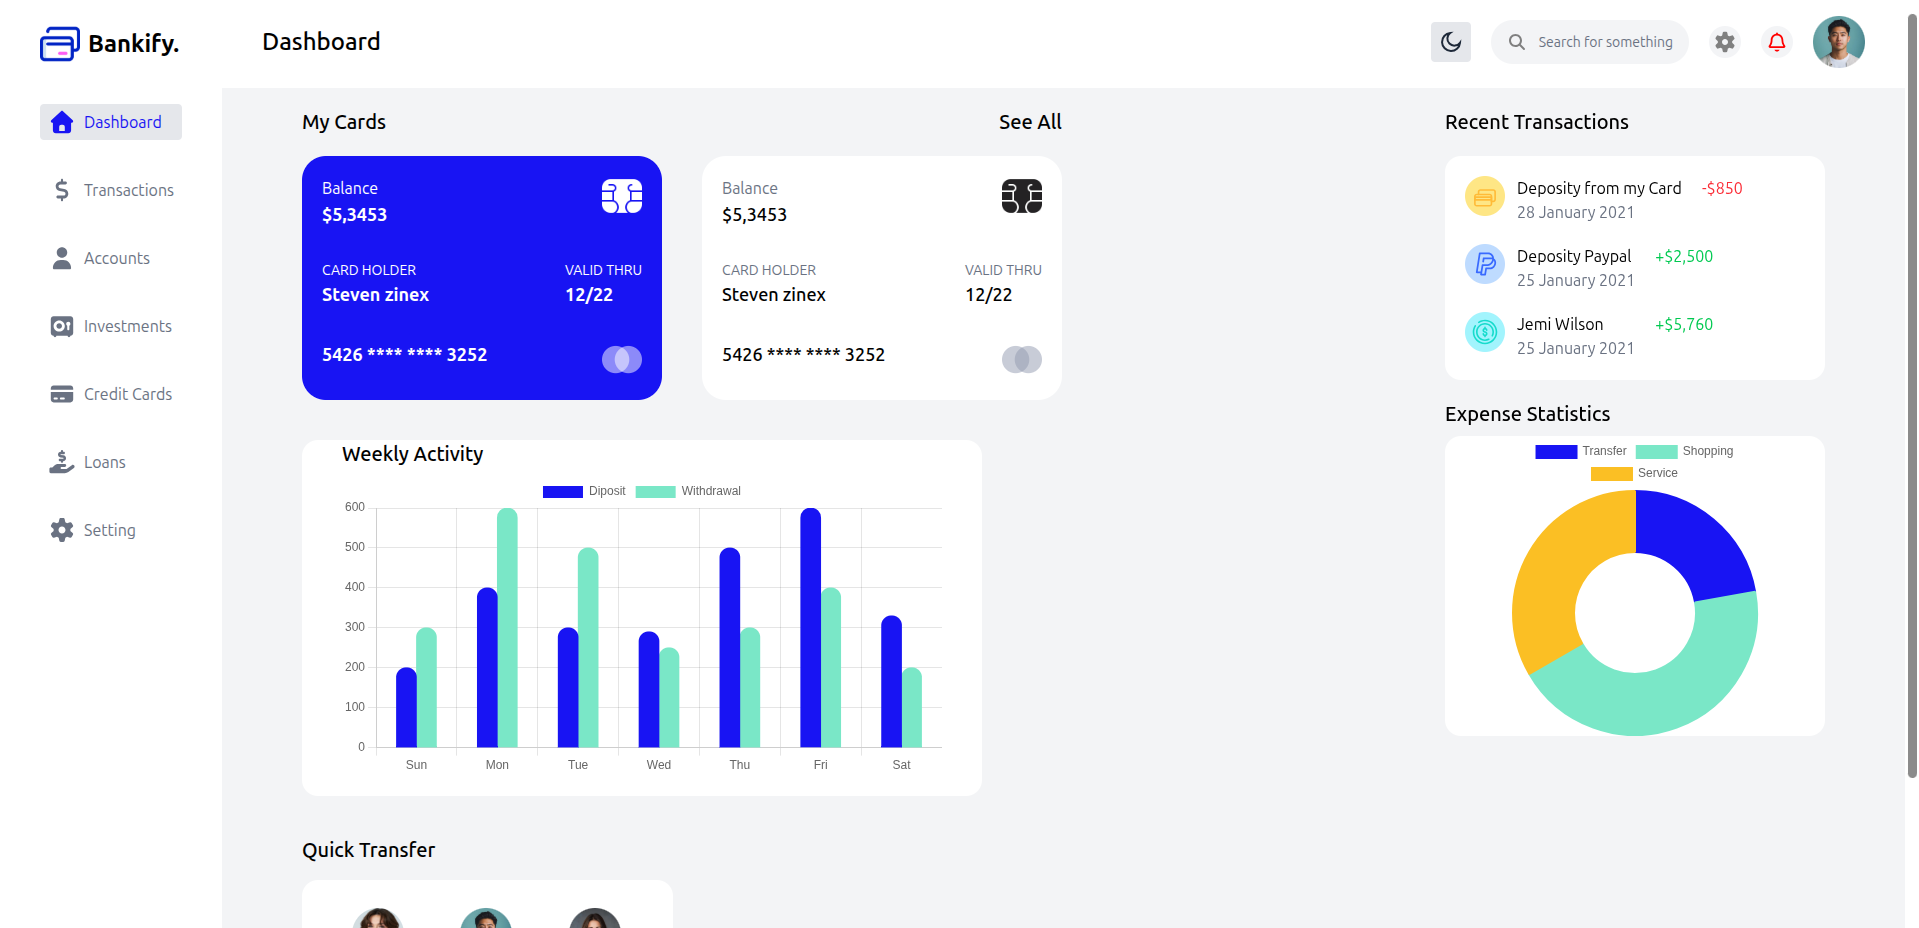 Bankify.
Dashboard
Search for something
Dashboard
Transactions
Accounts
Investments
Credit Cards
Loans
Setting
My Cards
See All
Balance
$5,3453
CARD HOLDER
VALID THRU
Steven zinex
12/22
5426 **** **** 3252
Balance
$5,3453
CARD HOLDER
VALID THRU
Steven zinex
12/22
5426 **** **** 3252
Recent Transactions
Deposity from my Card
-$850
28 January 2021
Deposity Paypal
+$2,500
25 January 2021
Jemi Wilson
+$5,760
25 January 2021
Weekly Activity
Diposit
Withdrawal
600
500
400
300
200
100
0
Sun
Mon
Tue
Wed
Thu
Fri
Sat
Expense Statistics
Transfer
Shopping
Service
Quick Transfer